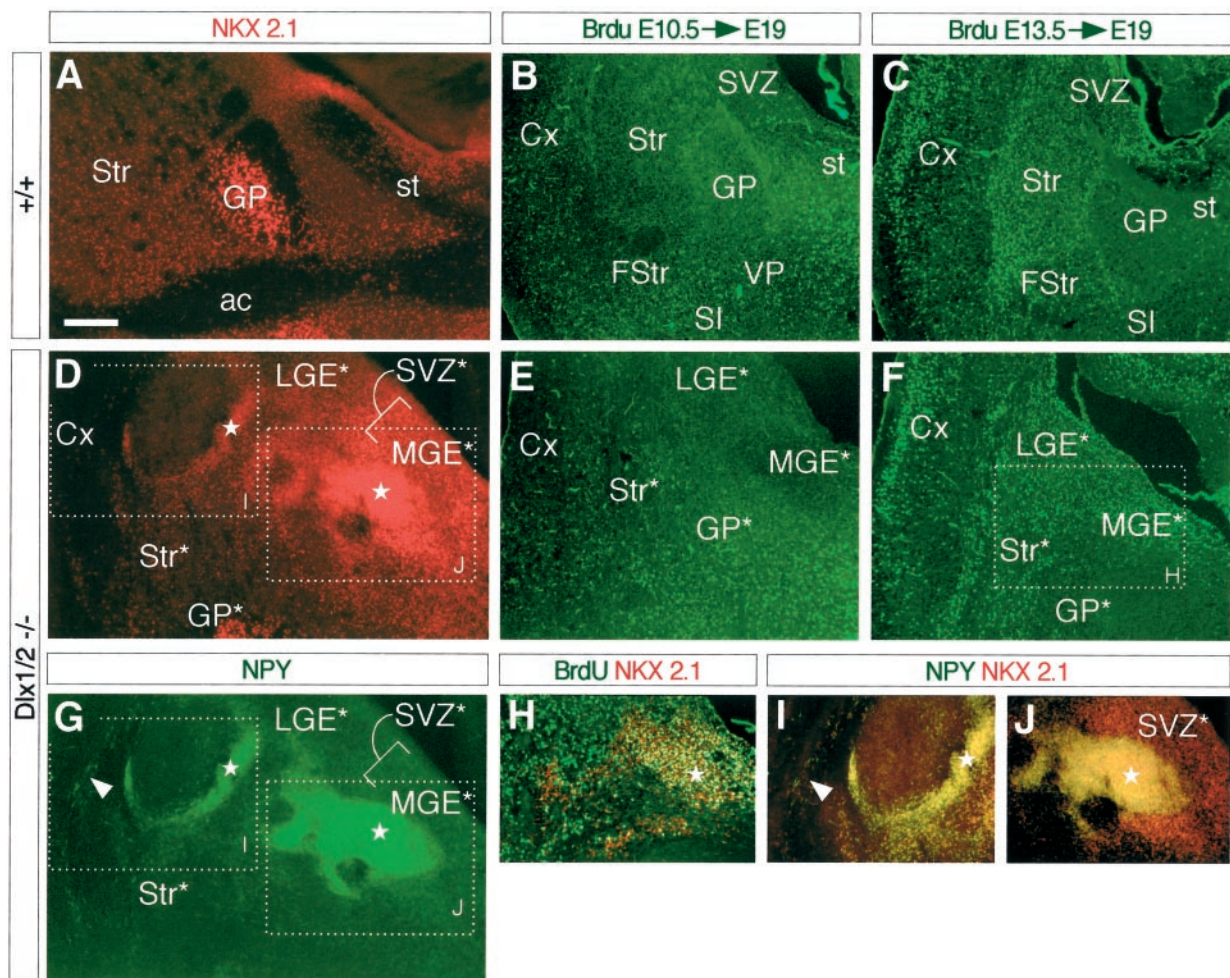 NKX 2.1
Brdu E10.5 → E19
Brdu E13.5 → E19
+/+
A
Str
GP
st
ac
B
SVZ
Cx
Str
st
GP
FStr
VP
SI
C
SVZ
Cx
Str
GP
st
FStr
SI
Dlx1/2 -/-
D
LGE*
SVZ*
Cx
MGE*
I
Str*
J
GP*
E
LGE*
Cx
MGE*
Str*
GP*
F
Cx
LGE*
MGE*
Str*
H
GP*
NPY
BrdU NKX 2.1
NPY NKX 2.1
G
LGE*
SVZ*
MGE*
I
Str*
J
H
I
J
SVZ*